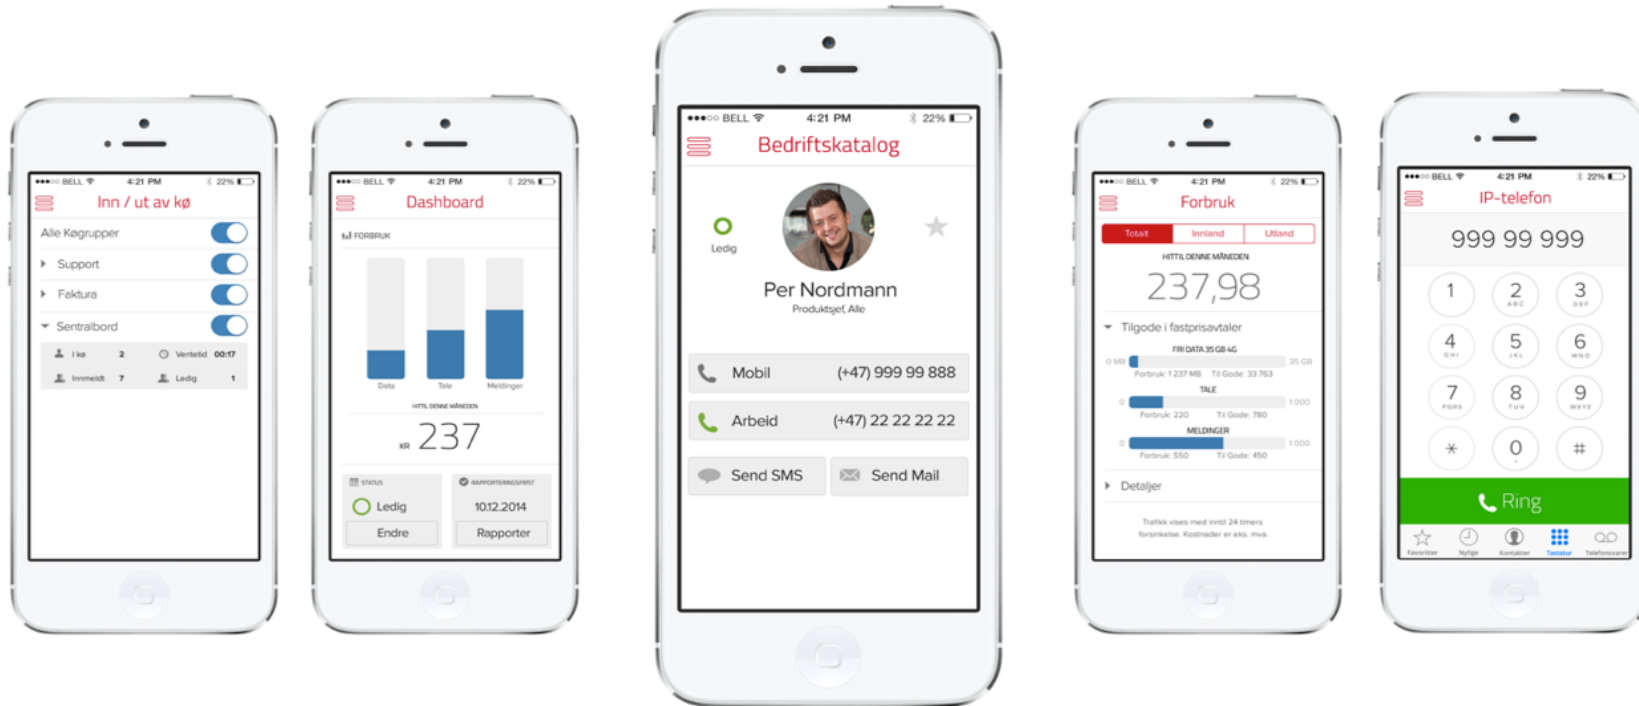 BELL 4:21 PM 22%
Inn / ut av kø
Alle Køgrupper
Support
Faktura
Sentralbord
I kø 2 Ventetid 00:17
Innmeldt 7 Ledig 1
BELL 4:21 PM 22%
Dashboard
FORBRUK
Data Tale Meldinger
HITTIL DENNE MÅNEDEN
KR 237
STATUS RAPPORTERINGSFRIST
Ledig 10.12.2014
Endre Rapporter
BELL 4:21 PM 22%
Bedriftskatalog
Ledig
Per Nordmann
Produktsjef, Alle
Mobil (+47) 999 99 888
Arbeid (+47) 22 22 22 22
Send SMS Send Mail
BELL 4:21 PM 22%
Forbruk
Totalt Innland Utland
HITTIL DENNE MÅNEDEN
237,98
Tilgode i fastprisavtaler
FRI DATA 35 GB 4G
0 MB 35 GB
Forbruk: 1 237 MB Til Gode: 33 763
TALE
0 1 000
Forbruk: 220 Til Gode: 780
MELDINGER
0 1 000
Forbruk: 550 Til Gode: 450
Detaljer
Trafikk vises med inntil 24 timers
forsinkelse. Kostnader er eks. mva.
BELL 4:21 PM 22%
IP-telefon
999 99 999
1 2 3
ABC DEF
4 5 6
GHI JKL MNO
7 8 9
PQRS TUV WXYZ
* 0 #
+
Ring
Favoritter Nylige Kontakter Tastatur Telefonsvarer